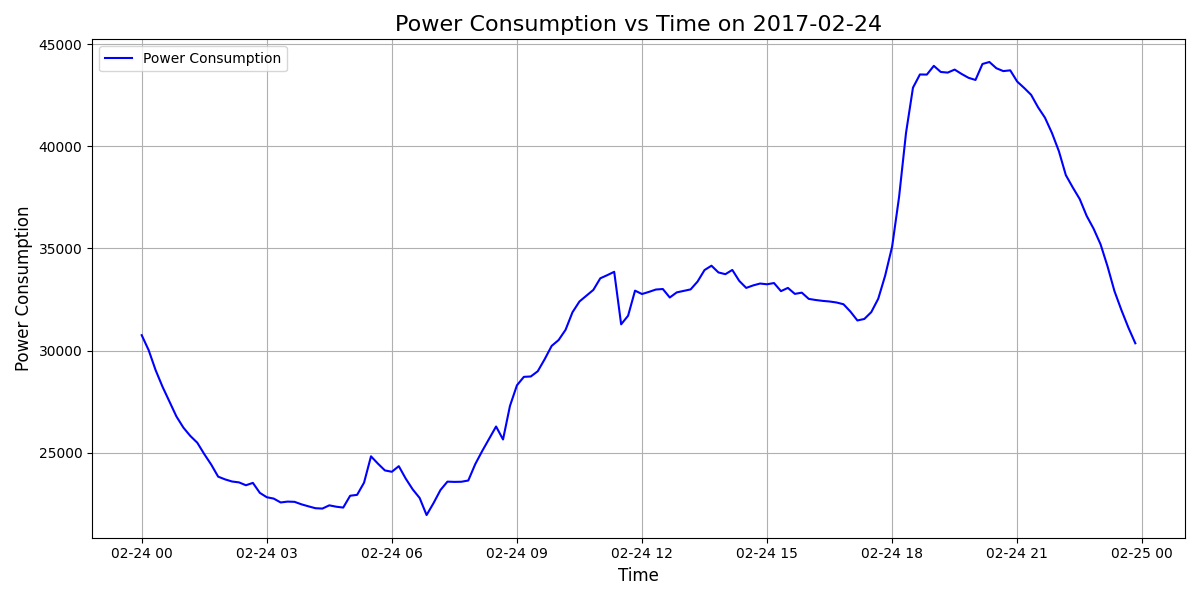 Power Consumption vs Time on 2017-02-24
Power Consumption
45000
40000
35000
30000
25000
Power Consumption
02-24 00 02-24 03 02-24 06 02-24 09 02-24 12 02-24 15 02-24 18 02-24 21 02-25 00
Time